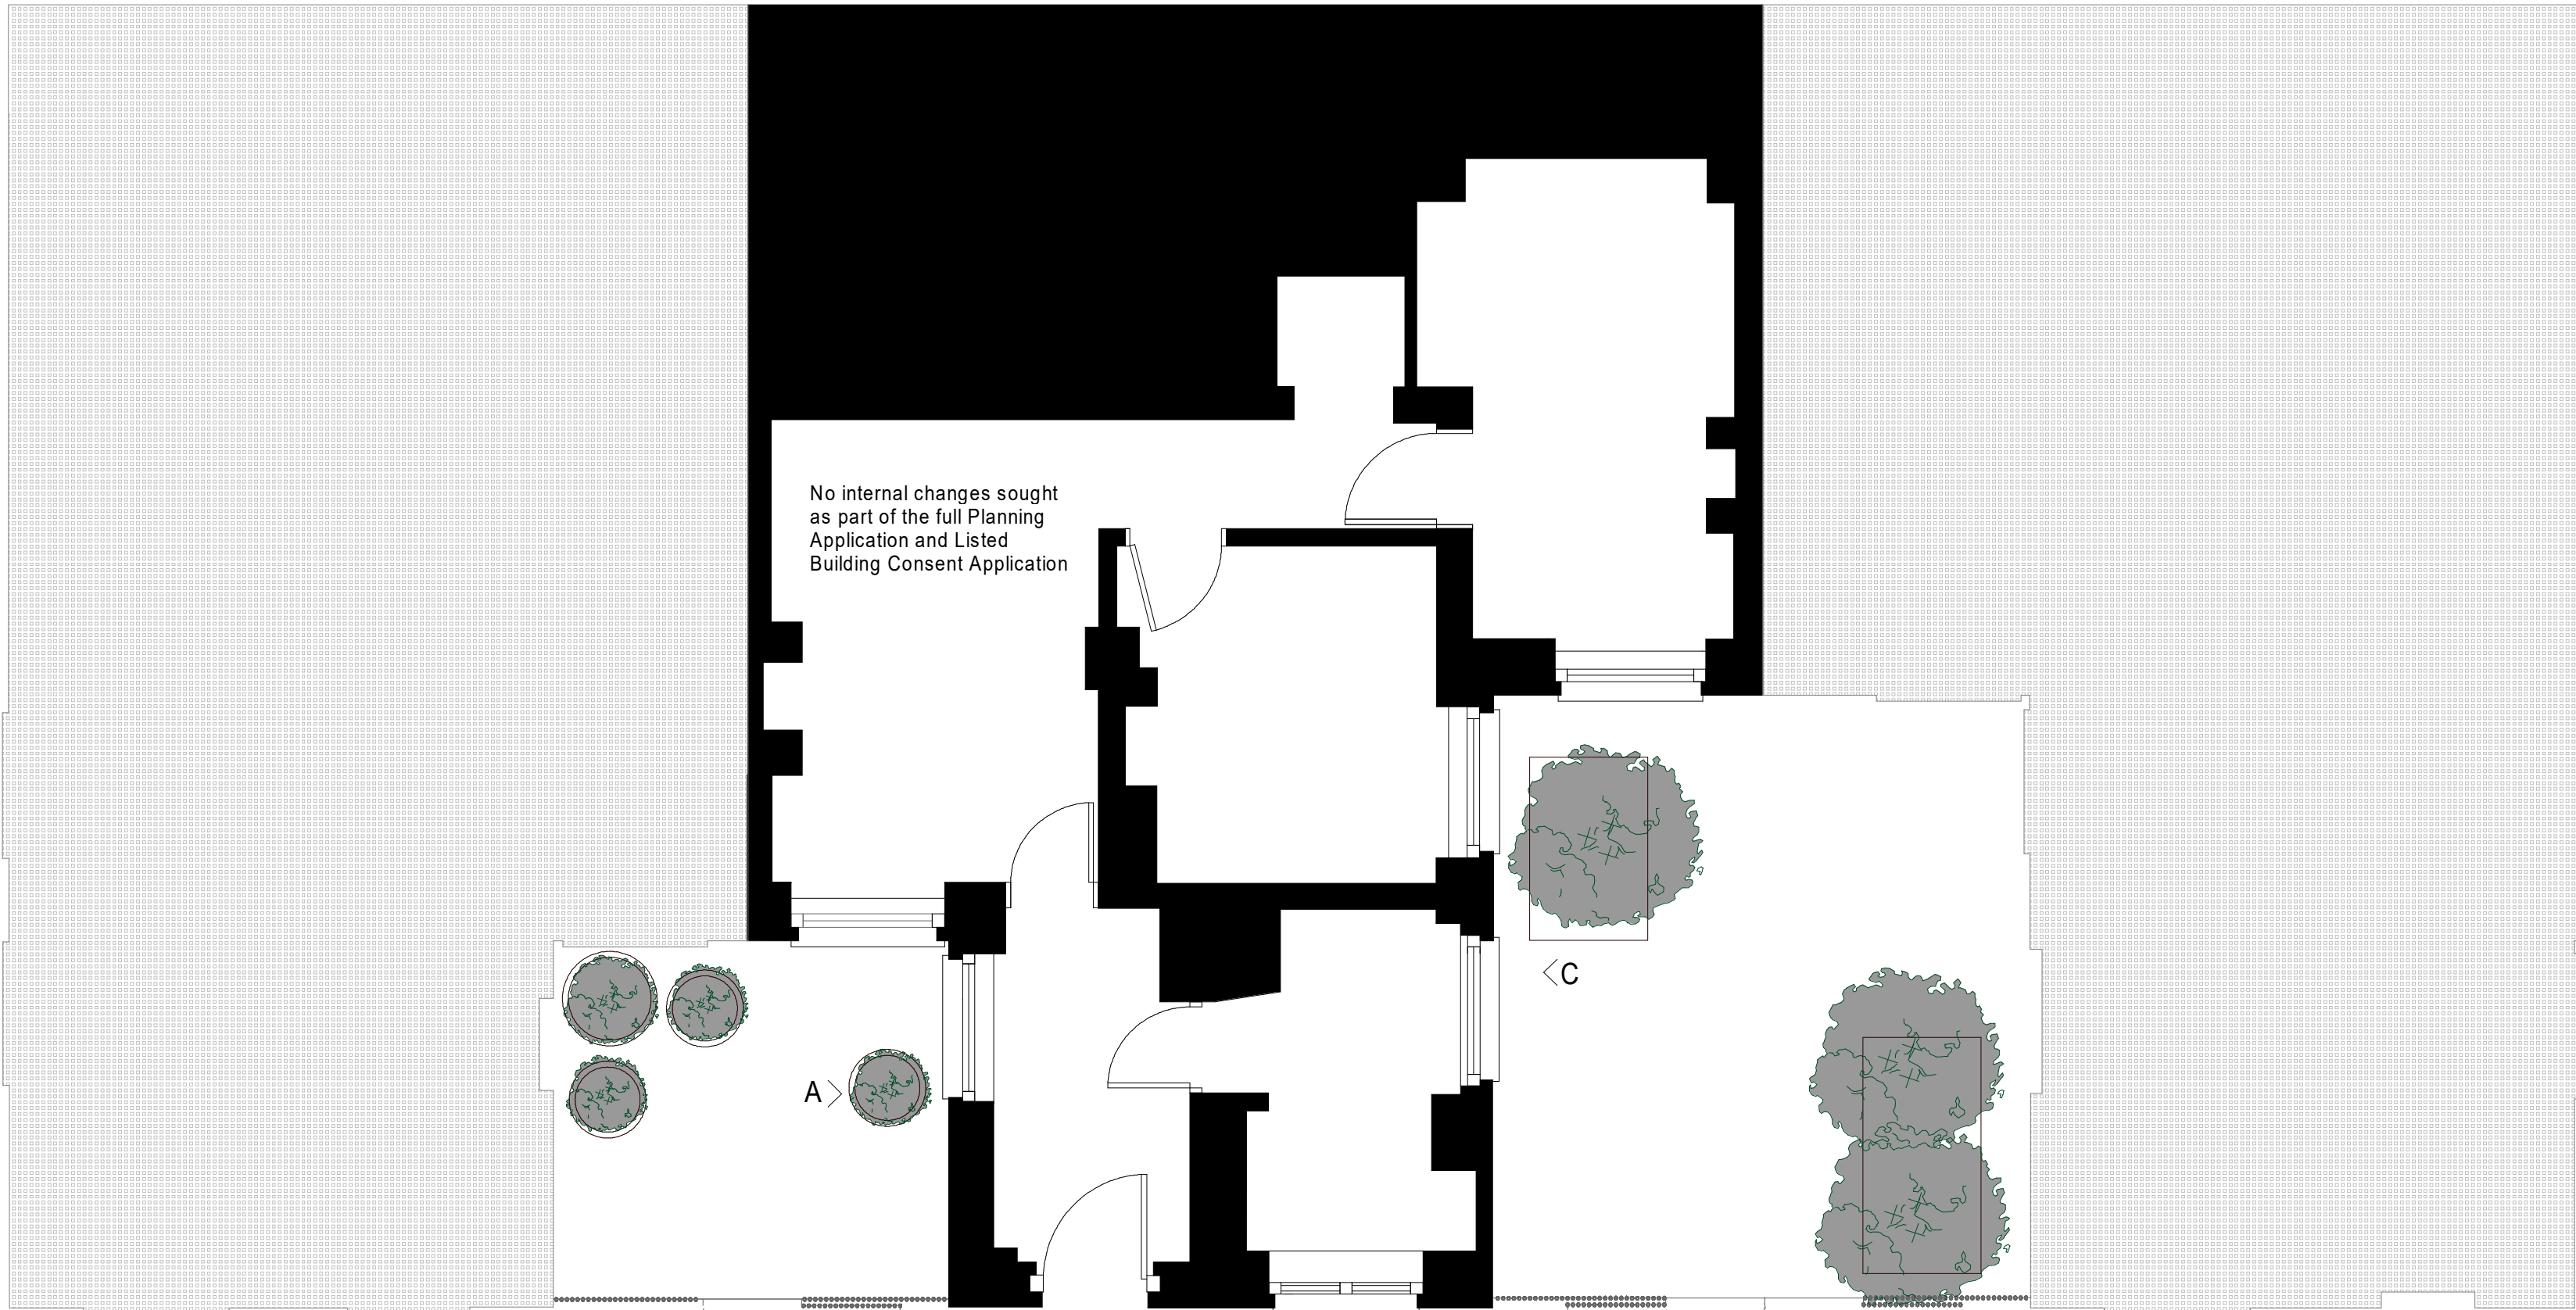 No internal changes sought
as part of the full Planning
Application and Listed
Building Consent Application
C
A